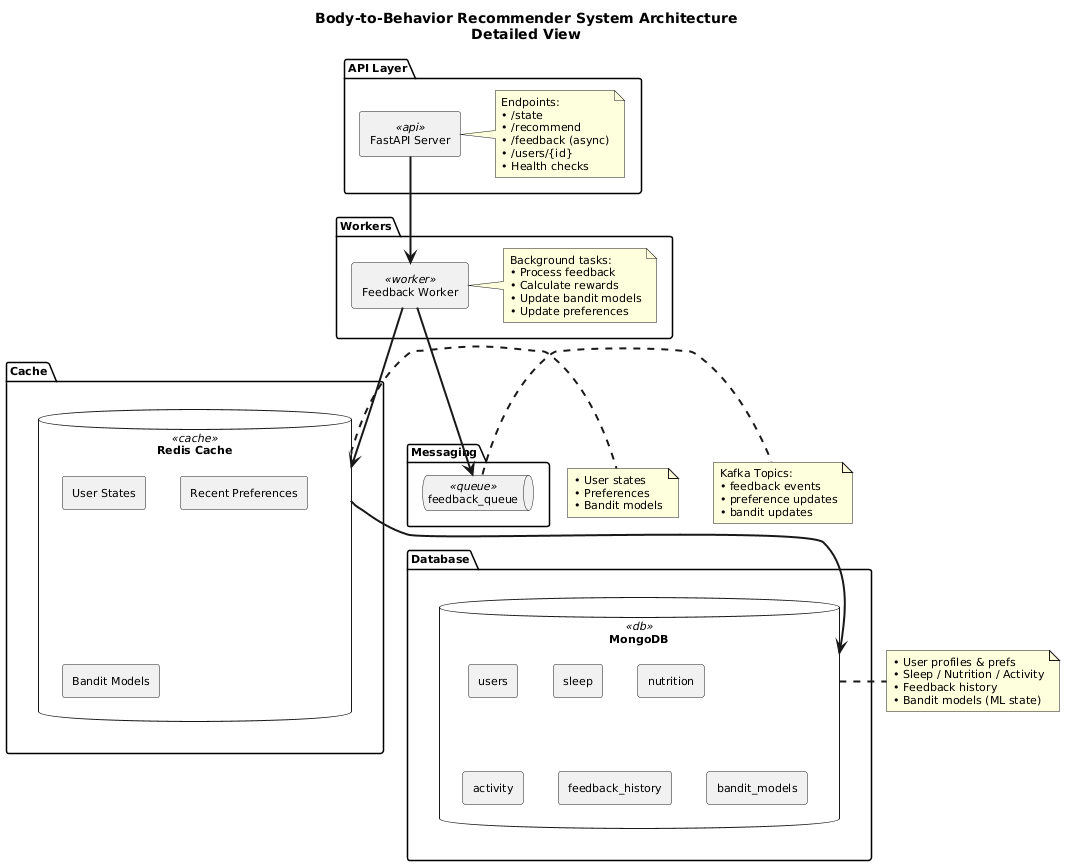 Body-to-Behavior Recommender System Architecture
Detailed View
API Layer
«api»
FastAPI Server
Endpoints:
• /state
• /recommend
• /feedback (async)
• /users/{id}
• Health checks
Workers
«worker»
Feedback Worker
Background tasks:
• Process feedback
• Calculate rewards
• Update bandit models
• Update preferences
Cache
«cache»
Redis Cache
User States
Recent Preferences
Bandit Models
Messaging
«queue»
feedback_queue
• User states
• Preferences
• Bandit models
Kafka Topics:
• feedback events
• preference updates
• bandit updates
Database
«db»
MongoDB
users
sleep
nutrition
activity
feedback_history
bandit_models
• User profiles & prefs
• Sleep / Nutrition / Activity
• Feedback history
• Bandit models (ML state)